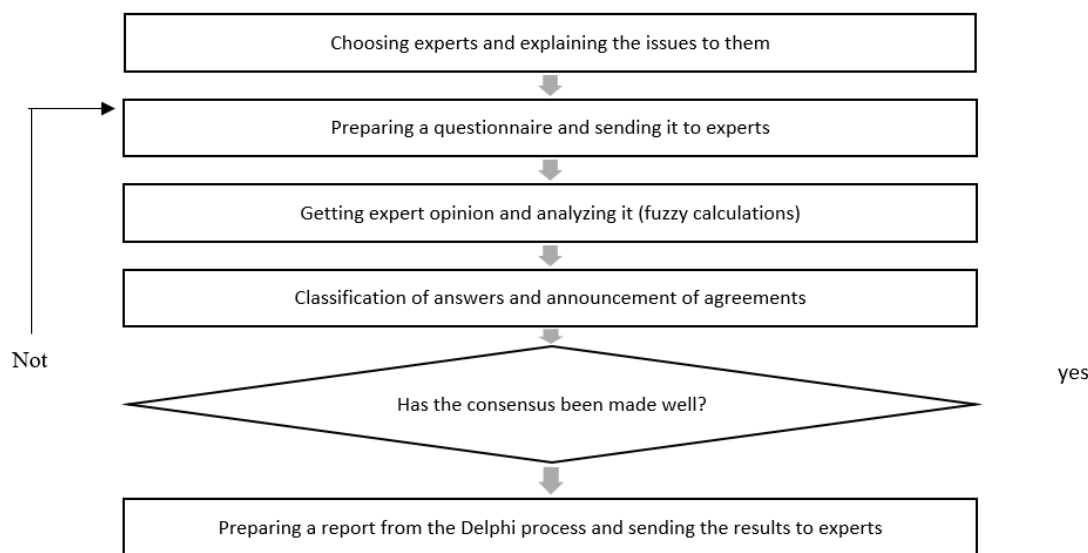 Choosing experts and explaining the issues to them
Preparing a questionnaire and sending it to experts
Getting expert opinion and analyzing it (fuzzy calculations)
Classification of answers and announcement of agreements
Not
yes
Has the consensus been made well?
Preparing a report from the Delphi process and sending the results to experts